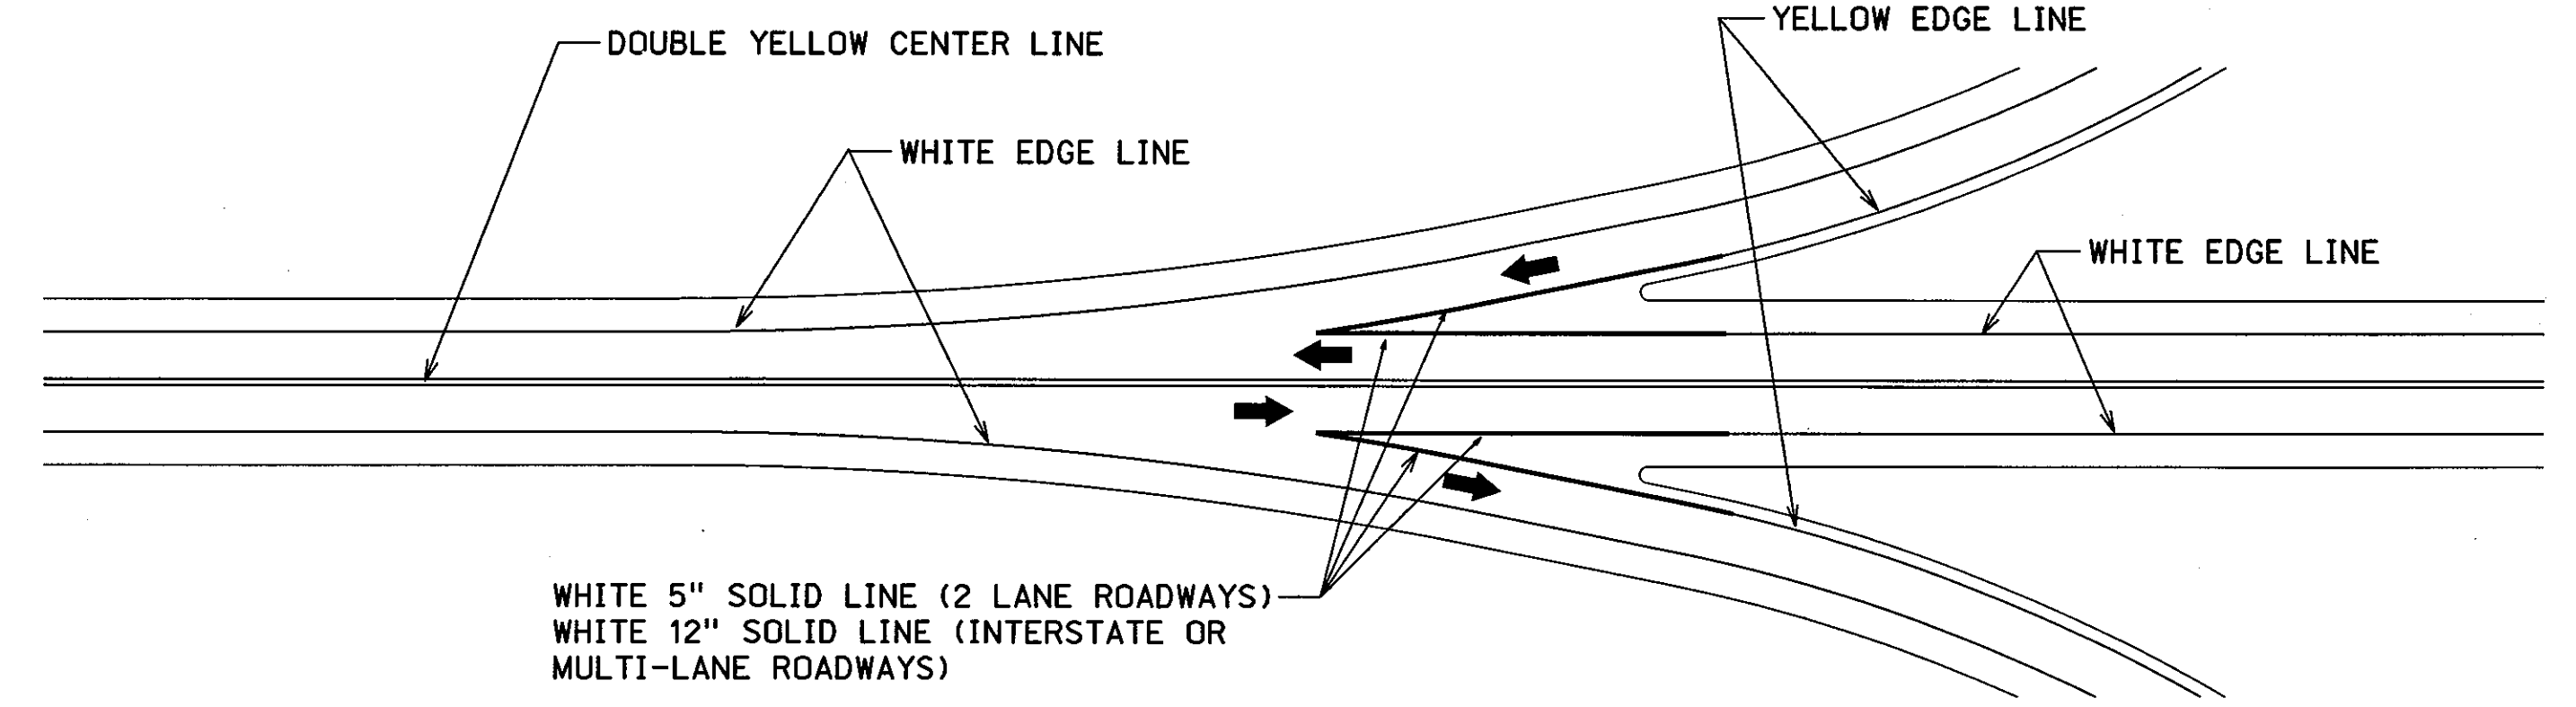 YELLOW EDGE LINE
DOUBLE YELLOW CENTER LINE
WHITE EDGE LINE
WHITE EDGE LINE
WHITE 5" SOLID LINE (2 LANE ROADWAYS)
WHITE 12" SOLID LINE (INTERSTATE OR
MULTI-LANE ROADWAYS)